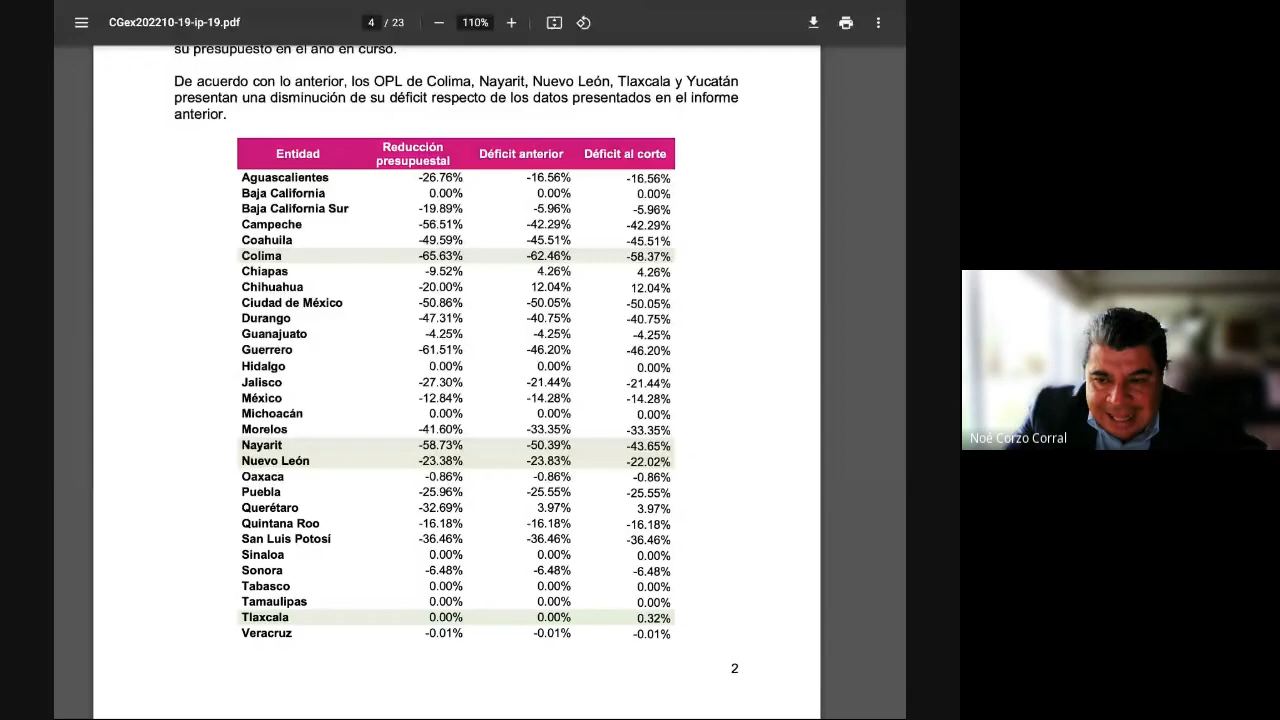 CGex202210-19-ip-19.pdf
4 / 23
110%
su presupuesto en el año en curso.
De acuerdo con lo anterior, los OPL de Colima, Nayarit, Nuevo León, Tlaxcala y Yucatán
presentan una disminución de su déficit respecto de los datos presentados en el informe
anterior.
Entidad Reducción presupuestal Déficit anterior Déficit al corte
Aguascalientes -26.76% -16.56% -16.56%
Baja California 0.00% 0.00% 0.00%
Baja California Sur -19.89% -5.96% -5.96%
Campeche -56.51% -42.29% -42.29%
Coahuila -49.59% -45.51% -45.51%
Colima -65.63% -62.46% -58.37%
Chiapas -9.52% 4.26% 4.26%
Chihuahua -20.00% 12.04% 12.04%
Ciudad de México -50.86% -50.05% -50.05%
Durango -47.31% -40.75% -40.75%
Guanajuato -4.25% -4.25% -4.25%
Guerrero -61.51% -46.20% -46.20%
Hidalgo 0.00% 0.00% 0.00%
Jalisco -27.30% -21.44% -21.44%
México -12.84% -14.28% -14.28%
Michoacán 0.00% 0.00% 0.00%
Morelos -41.60% -33.35% -33.35%
Nayarit -58.73% -50.39% -43.65%
Nuevo León -23.38% -23.83% -22.02%
Oaxaca -0.86% -0.86% -0.86%
Puebla -25.96% -25.55% -25.55%
Querétaro -32.69% 3.97% 3.97%
Quintana Roo -16.18% -16.18% -16.18%
San Luis Potosí -36.46% -36.46% -36.46%
Sinaloa 0.00% 0.00% 0.00%
Sonora -6.48% -6.48% -6.48%
Tabasco 0.00% 0.00% 0.00%
Tamaulipas 0.00% 0.00% 0.00%
Tlaxcala 0.00% 0.00% 0.32%
Veracruz -0.01% -0.01% -0.01%
2
Noé Corzo Corral